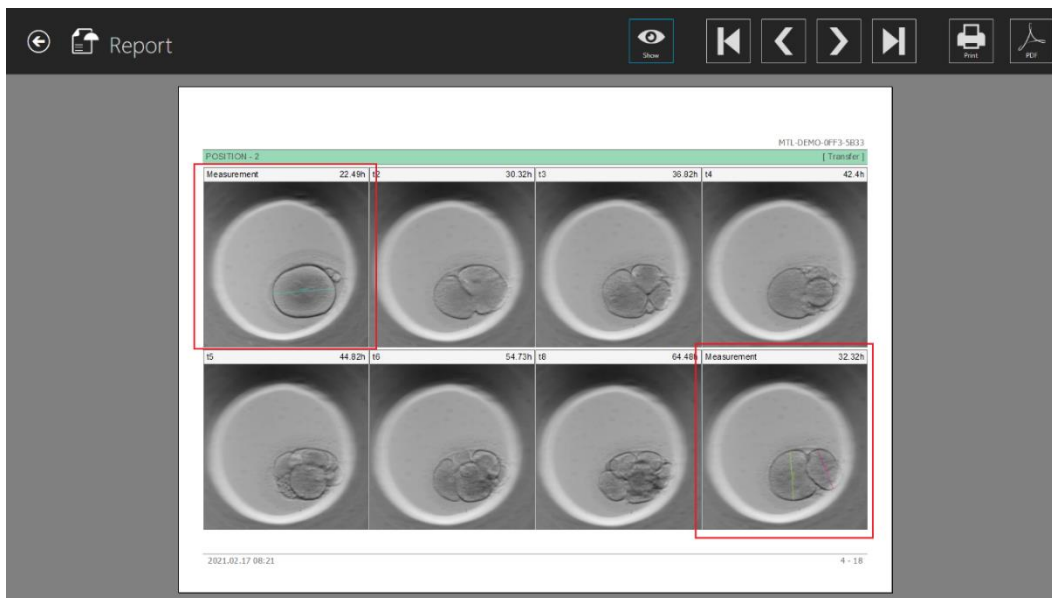 Report
Show
Print
PDF
MTL-DEMO-0FF3-5B33
POSITION - 2 [ Transfer ]
Measurement 22.49h t2 30.32h t3 36.82h t4 42.4h
t5 44.82h t6 54.73h t8 64.48h Measurement 32.32h
2021.02.17 08:21 4 - 18